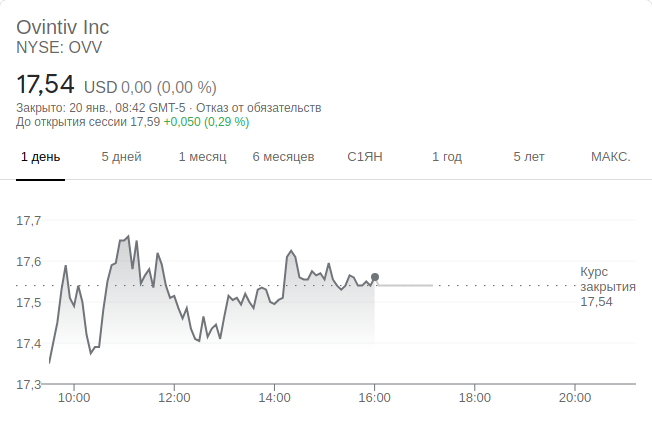 Ovintiv Inc
NYSE: OVV
17,54 USD 0,00 (0,00 %)
Закрыто: 20 янв., 08:42 GMT-5 · Отказ от обязательств
До открытия сессии 17,59 +0,050 (0,29 %)
1 день 5 дней 1 месяц 6 месяцев С1ЯН 1 год 5 лет МАКС.
17,7
17,6
17,5
17,4
17,3
Курс
закрытия
17,54
10:00 12:00 14:00 16:00 18:00 20:00